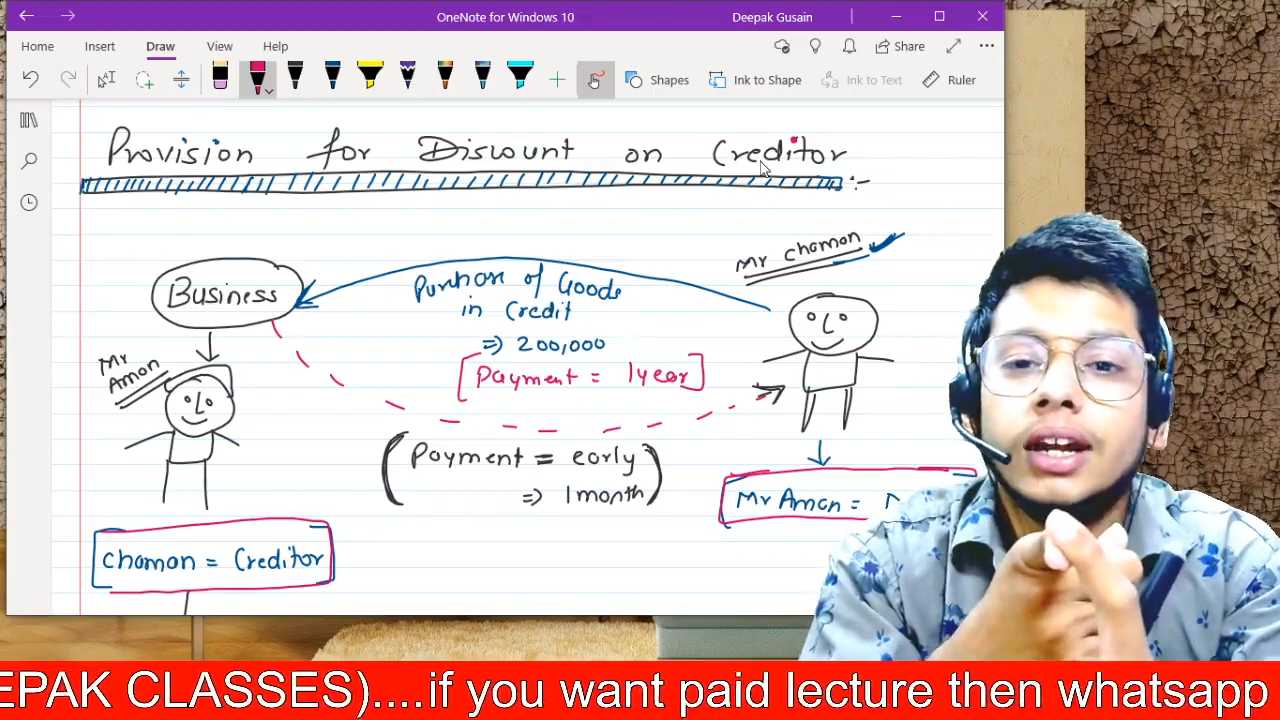 OneNote for Windows 10
Deepak Gusain
Home Insert Draw View Help Share
Shapes Ink to Shape Ink to Text Ruler
Provision for Discount on Creditor :-
Mr Chaman
Business
Purchase of Goods
in Credit
=> 200,000
[Payment = 1year]
Mr
Aman
(Payment = early
=> 1month)
Mr Aman =
Chaman = Creditor
EPAK CLASSES)....if you want paid lecture then whatsapp